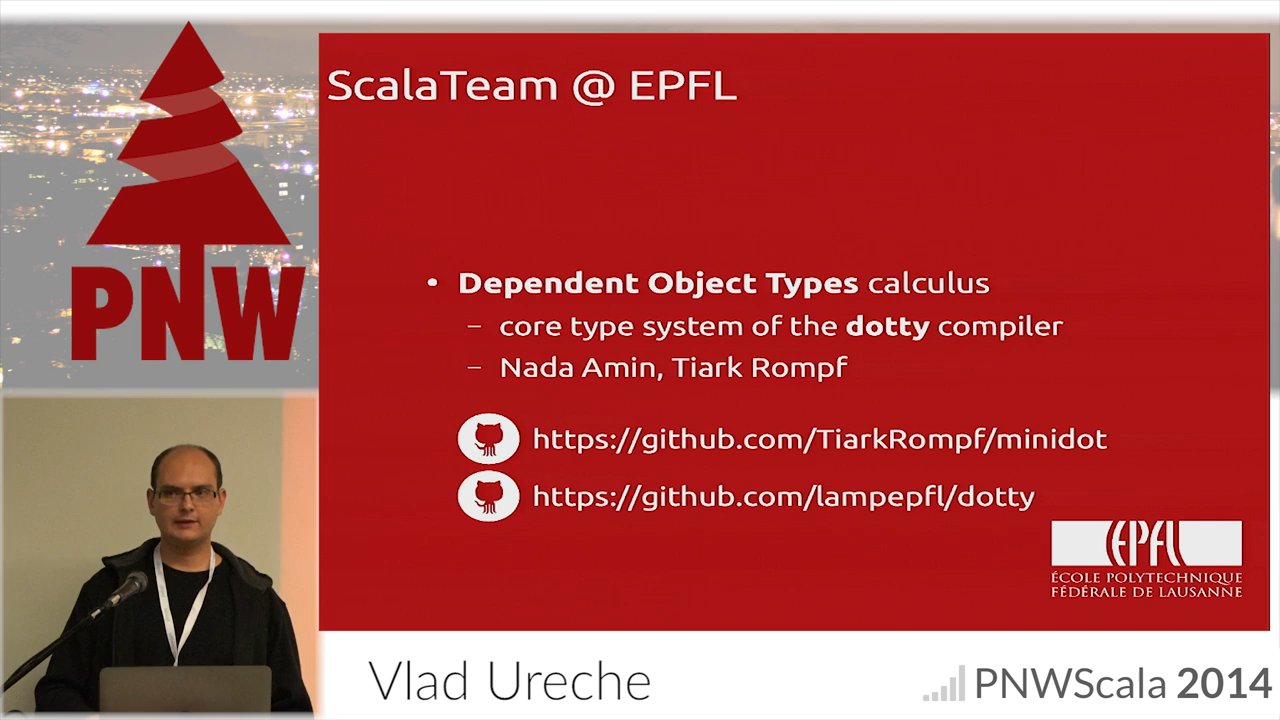 PNW
ScalaTeam @ EPFL
• Dependent Object Types calculus
– core type system of the dotty compiler
– Nada Amin, Tiark Rompf
https://github.com/TiarkRompf/minidot
https://github.com/lampepfl/dotty
EPFL
ÉCOLE POLYTECHNIQUE
FÉDÉRALE DE LAUSANNE
Vlad Ureche
PNWScala 2014